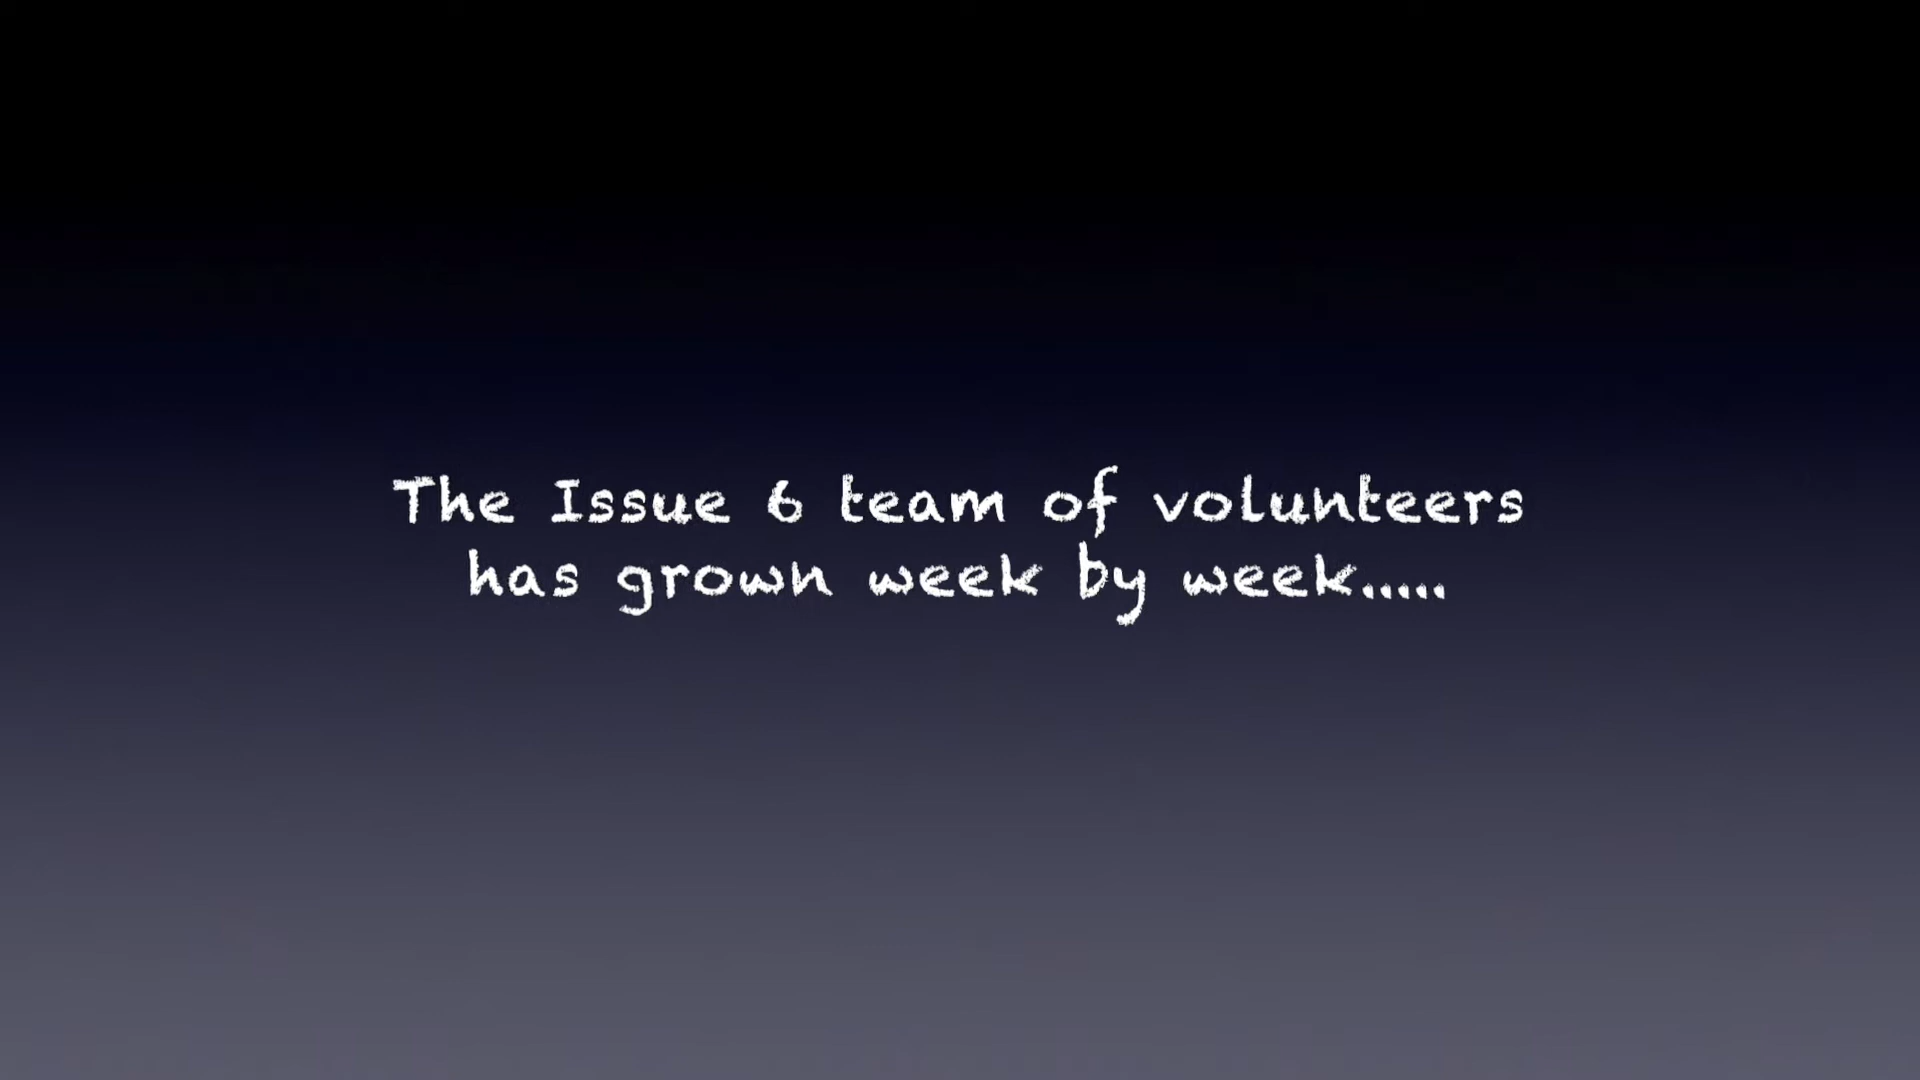 The Issue 6 team of volunteers
has grown week by week.....